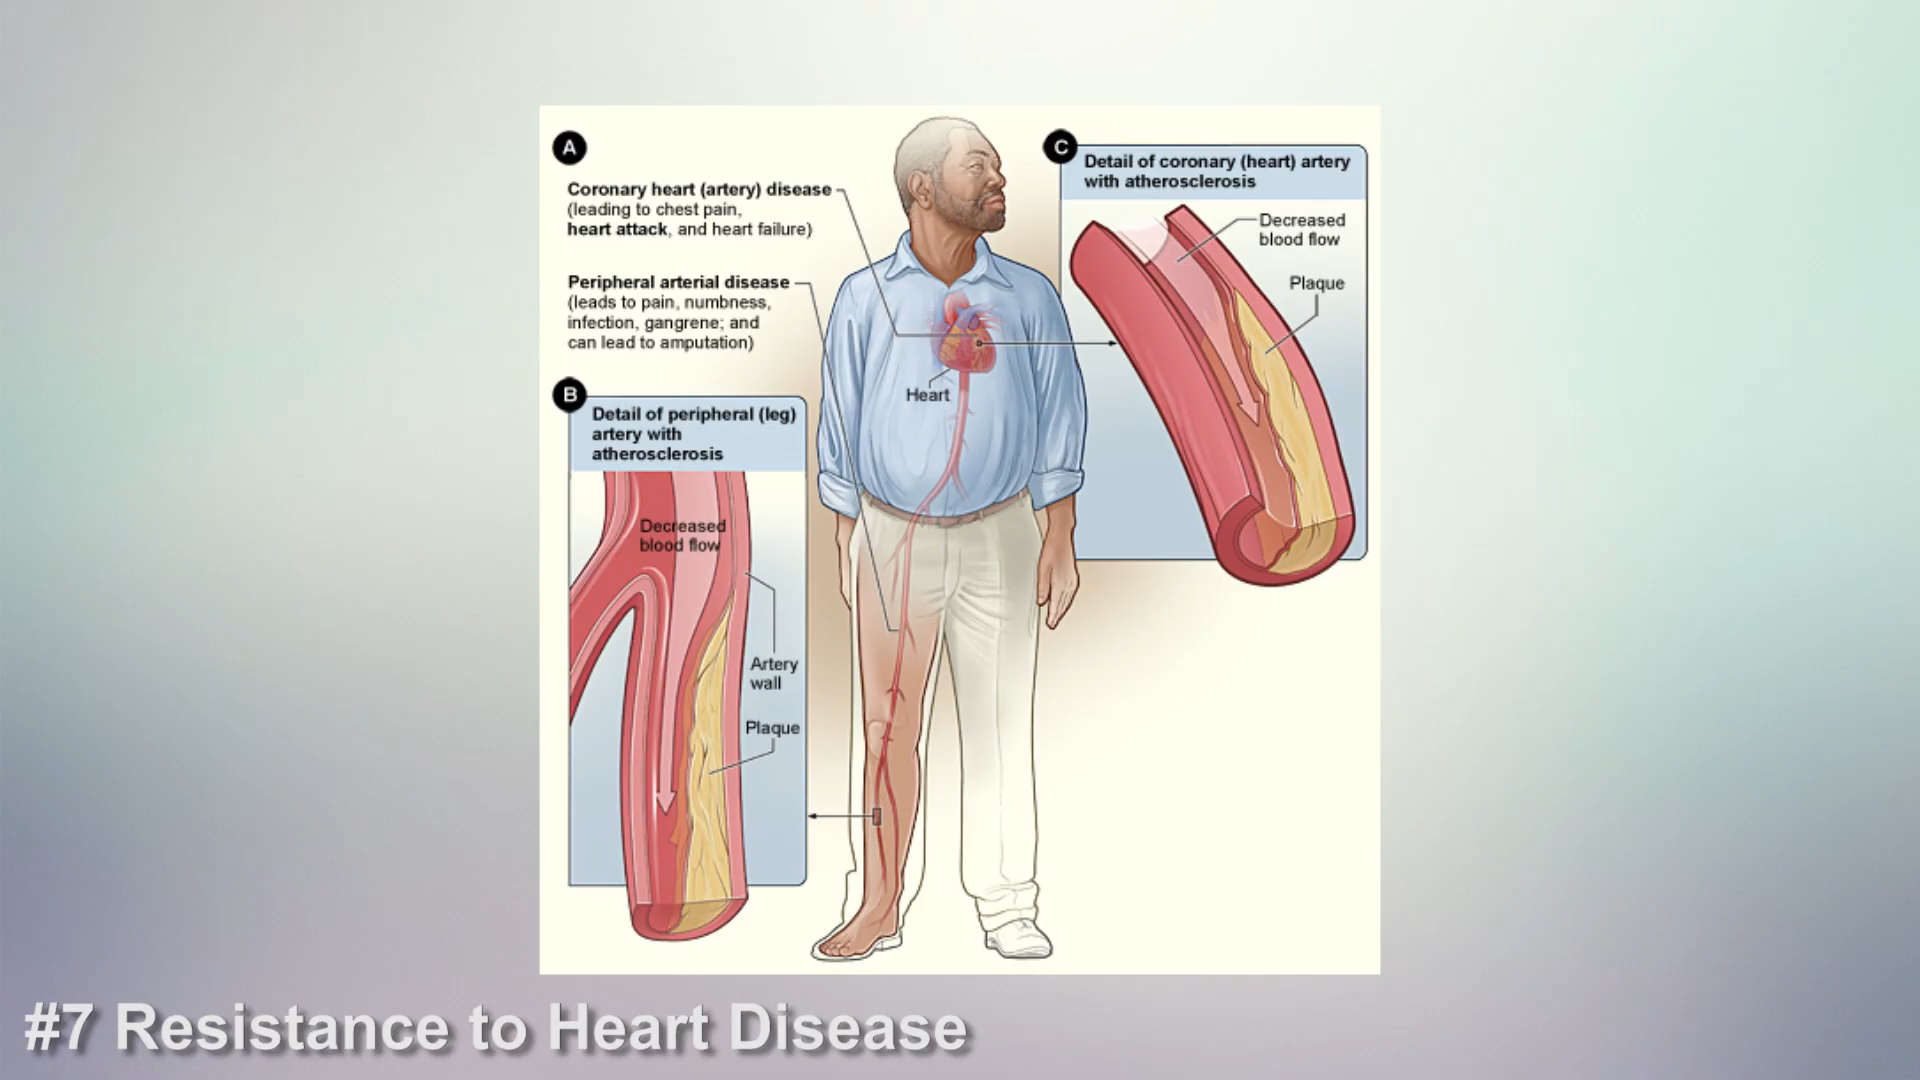 A
Coronary heart (artery) disease
(leading to chest pain,
heart attack, and heart failure)
Peripheral arterial disease
(leads to pain, numbness,
infection, gangrene; and
can lead to amputation)
Heart
B
Detail of peripheral (leg)
artery with
atherosclerosis
Decreased
blood flow
Artery
wall
Plaque
C
Detail of coronary (heart) artery
with atherosclerosis
Decreased
blood flow
Plaque
#7 Resistance to Heart Disease